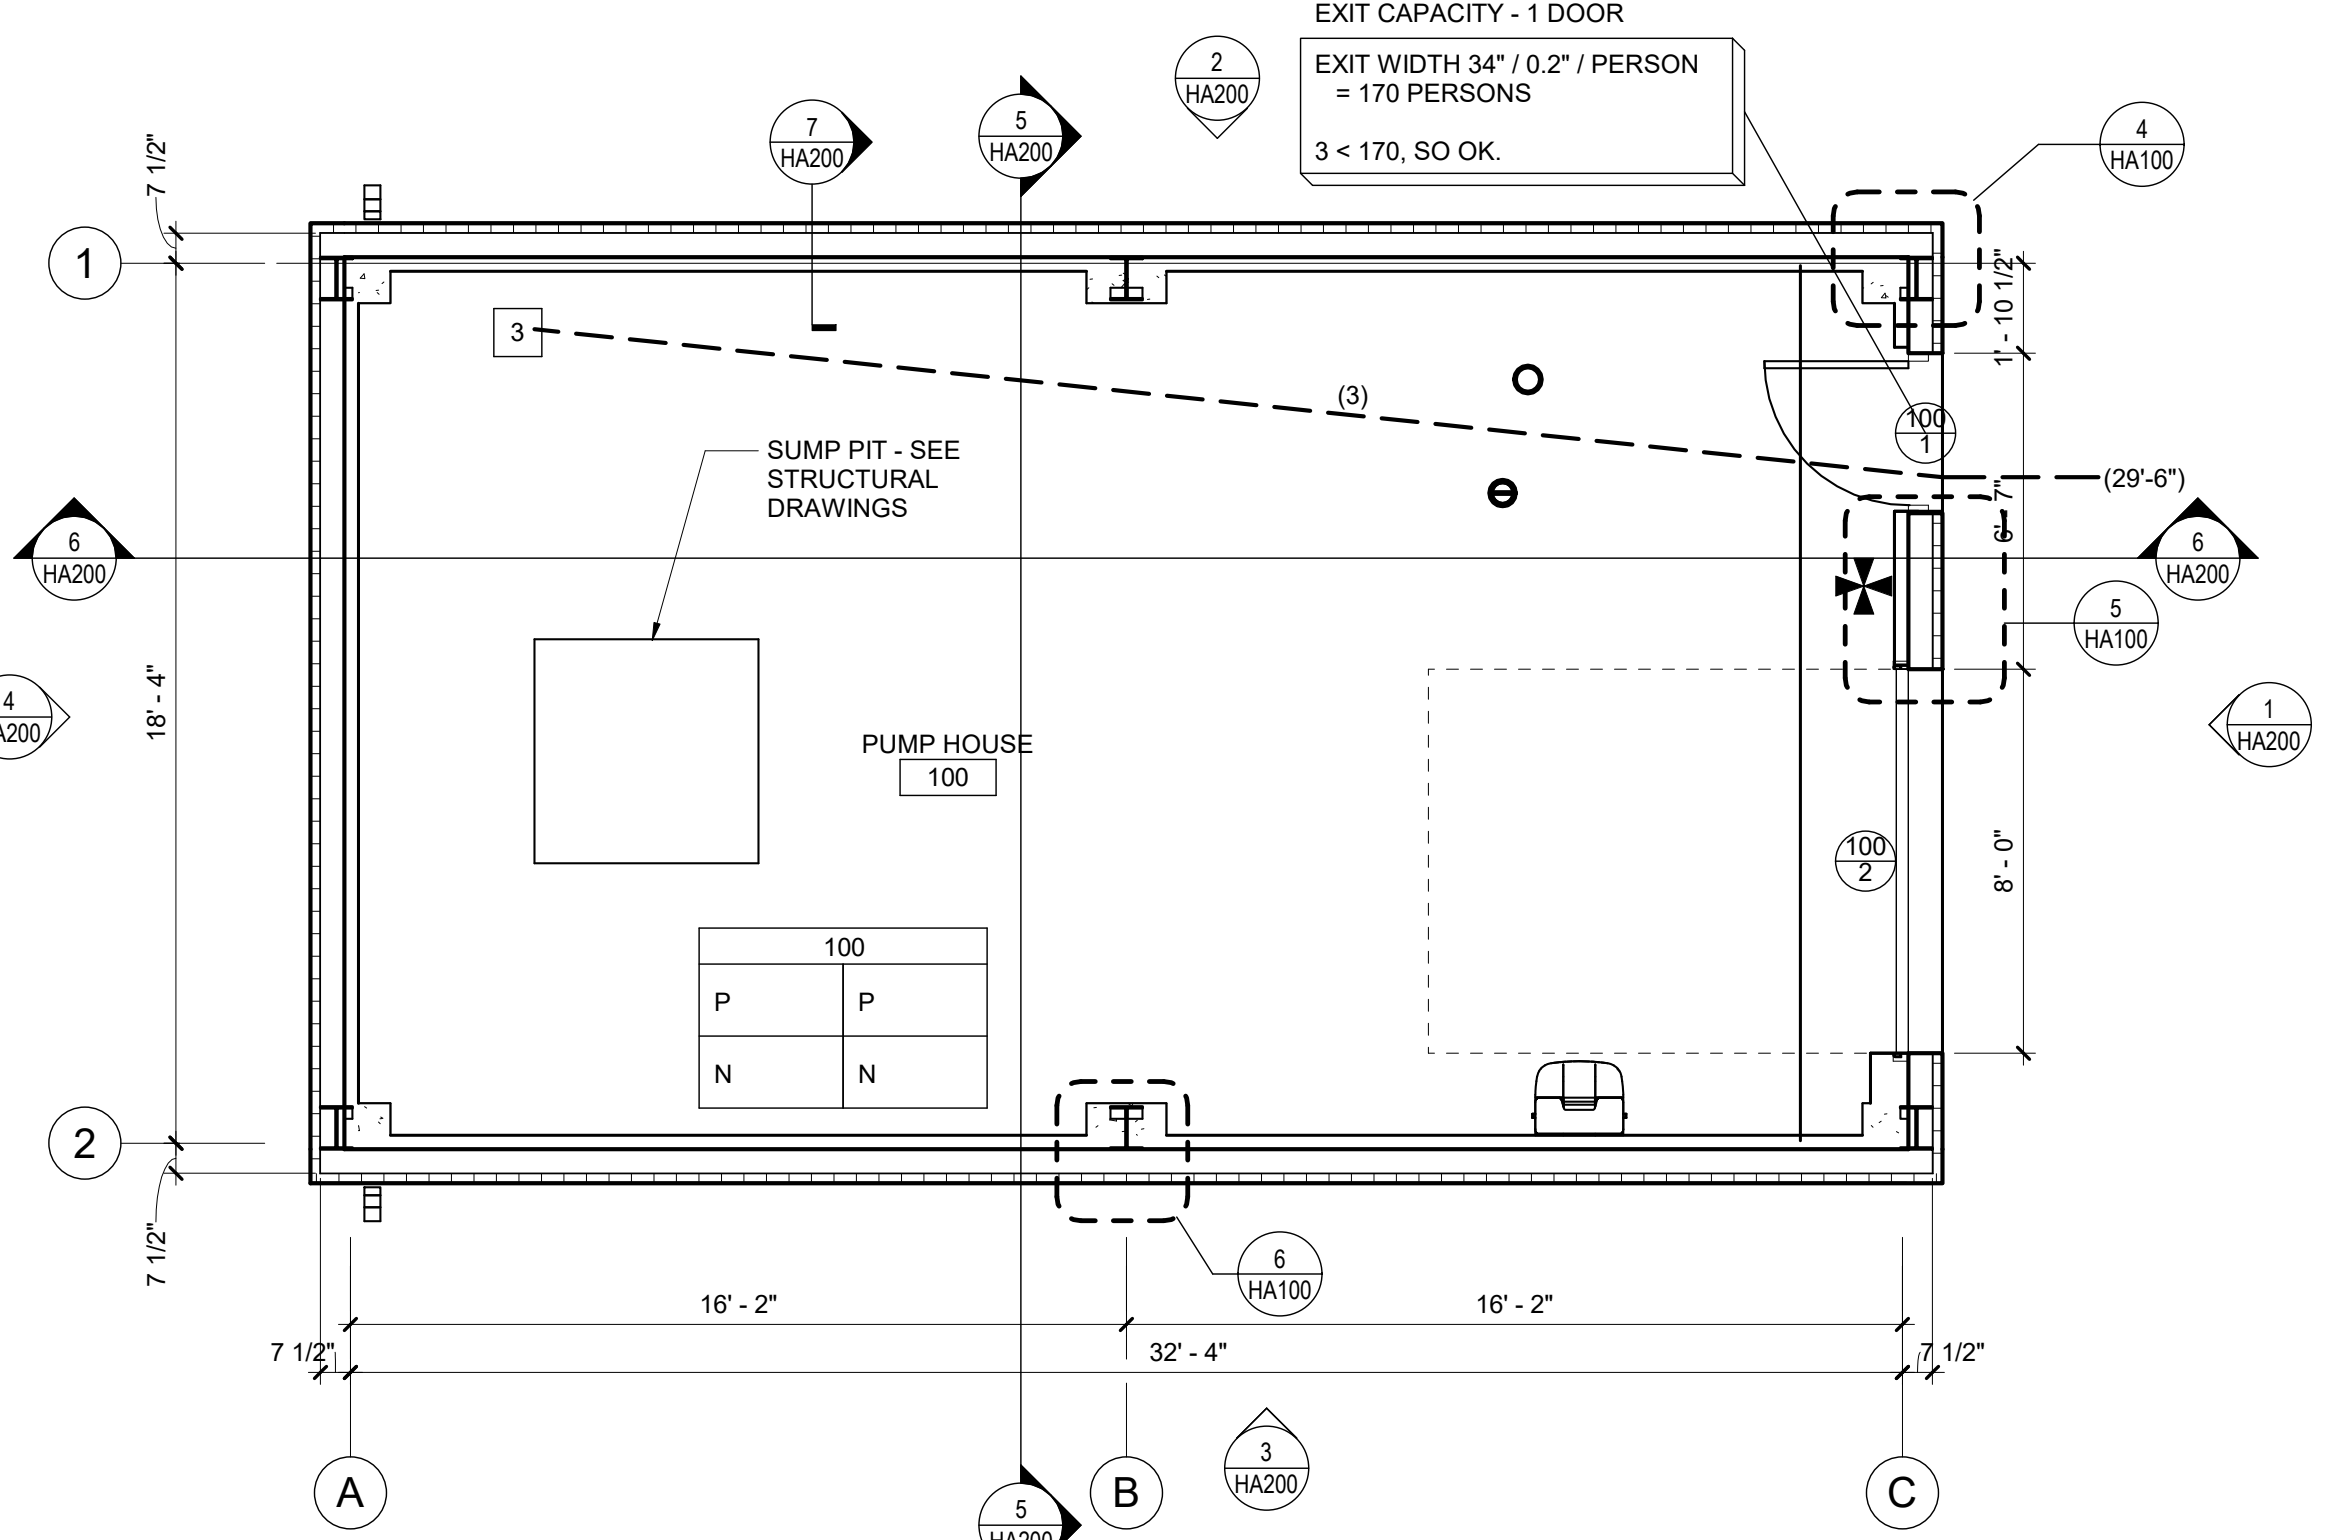 EXIT CAPACITY - 1 DOOR
EXIT WIDTH 34" / 0.2" / PERSON
= 170 PERSONS
3 < 170, SO OK.
2
HA200
7
HA200
5
HA200
4
HA100
7 1/2"
1
1' - 10 1/2"
3
(3)
100
1
(29'-6")
SUMP PIT - SEE
STRUCTURAL
DRAWINGS
6' - 7"
6
HA200
6
HA200
5
HA100
18' - 4"
4
A200
1
HA200
PUMP HOUSE
100
100
2
8' - 0"
100
P
P
N
N
2
7 1/2"
6
HA100
16' - 2"
16' - 2"
7 1/2"
32' - 4"
7 1/2"
3
HA200
A
B
C
5
HA200